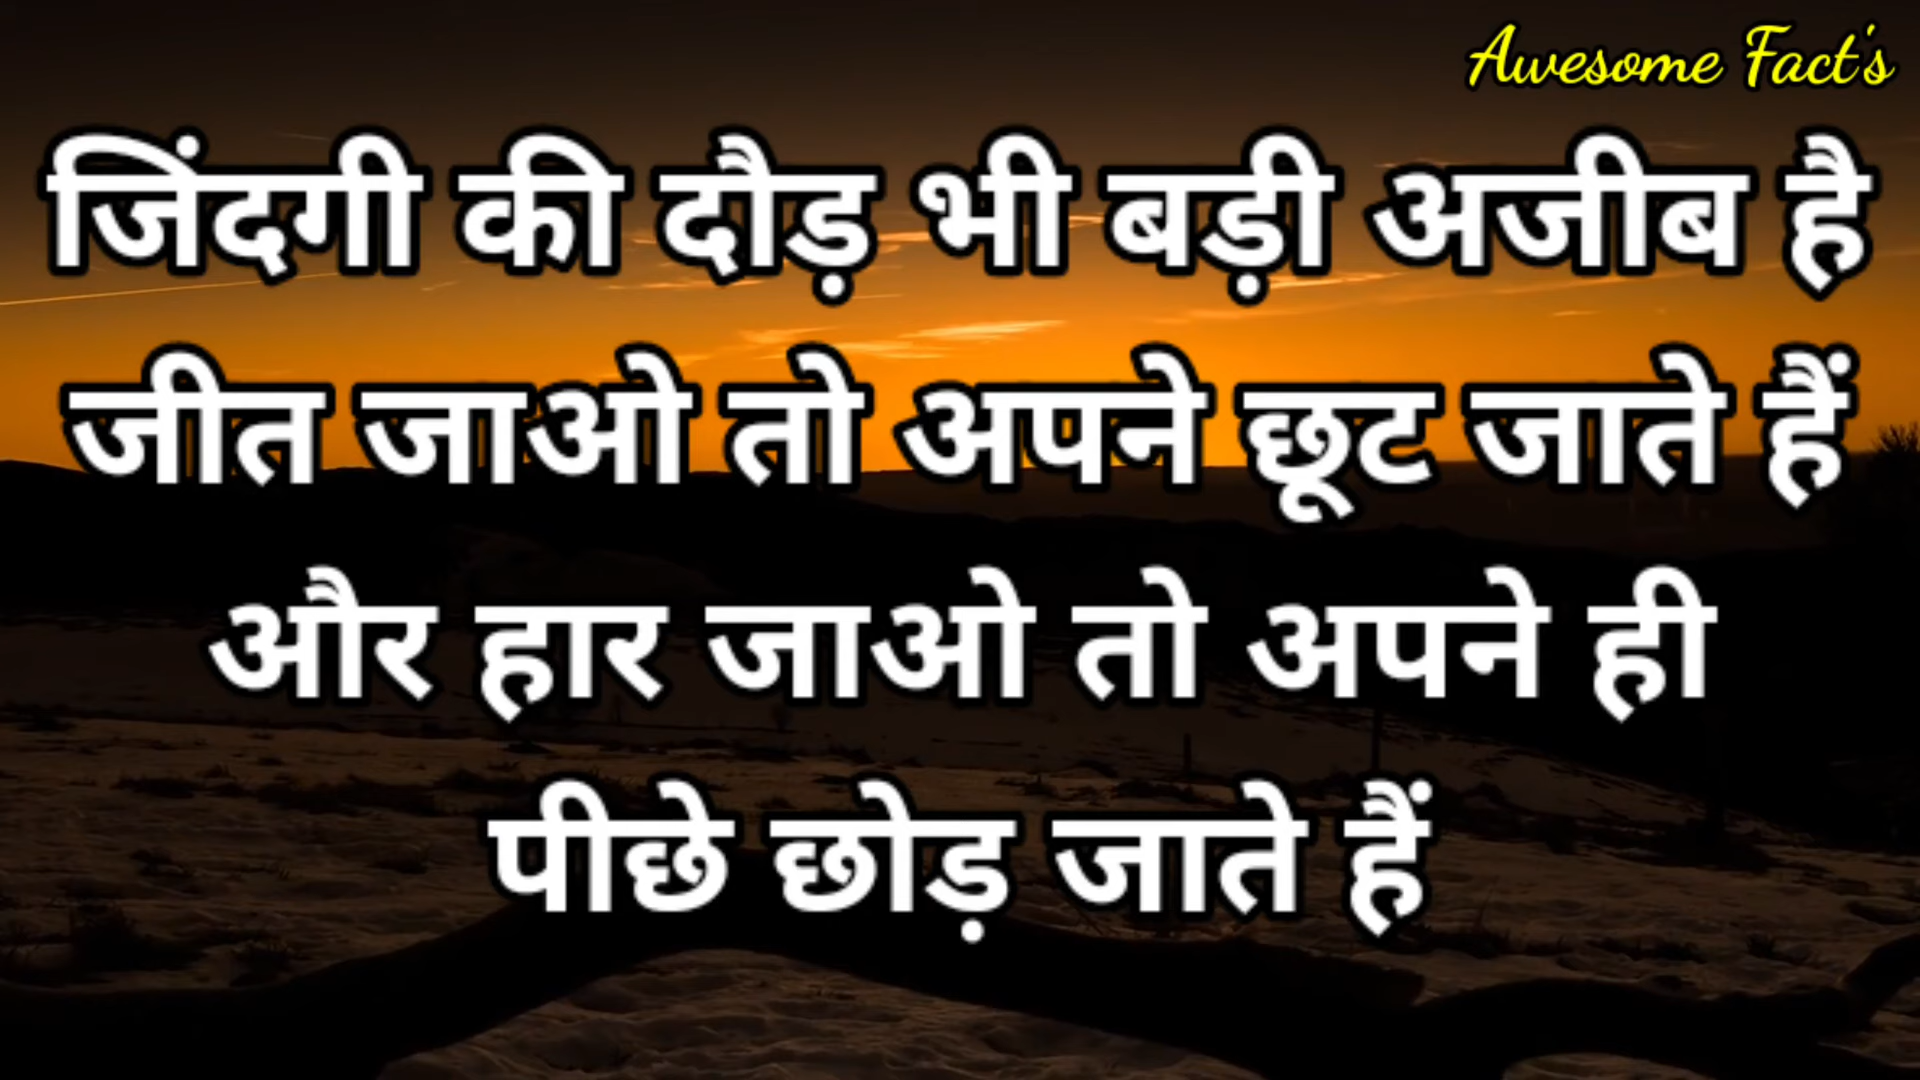 Awesome Fact's
जिंदगी की दौड़ भी बड़ी अजीब है
जीत जाओ तो अपने छूट जाते हैं
और हार जाओ तो अपने ही
पीछे छोड़ जाते हैं